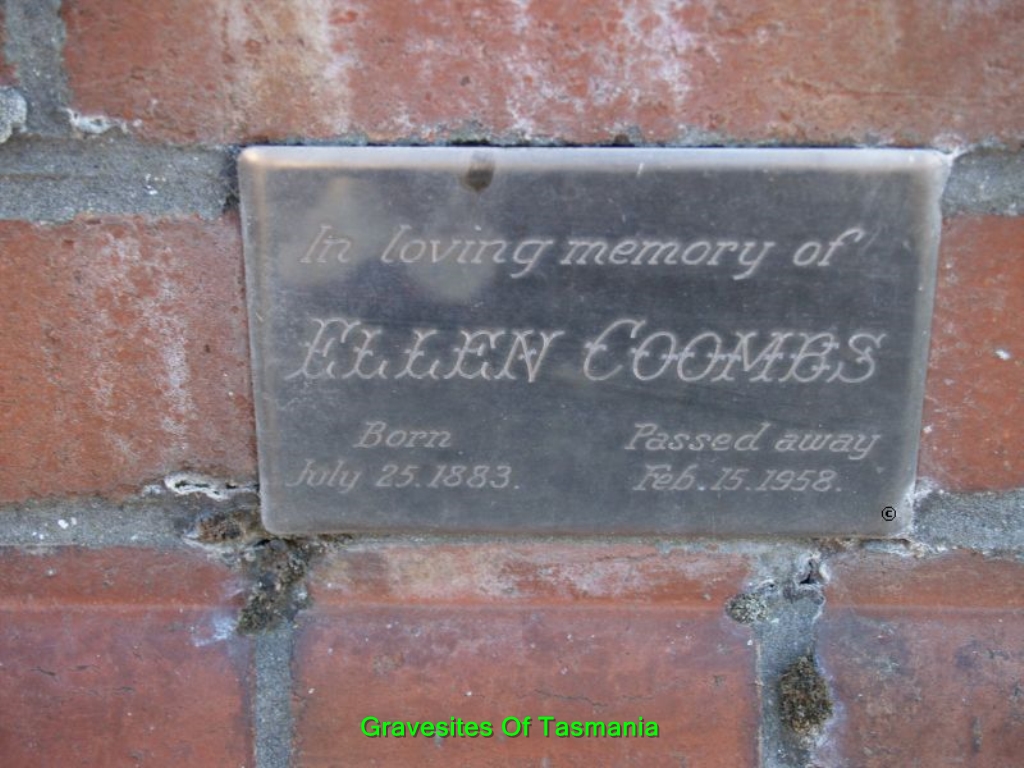 In loving memory of
ELLEN COOMBS
Born Passed away
July 25.1883. Feb.15.1958.
©
Gravesites Of Tasmania